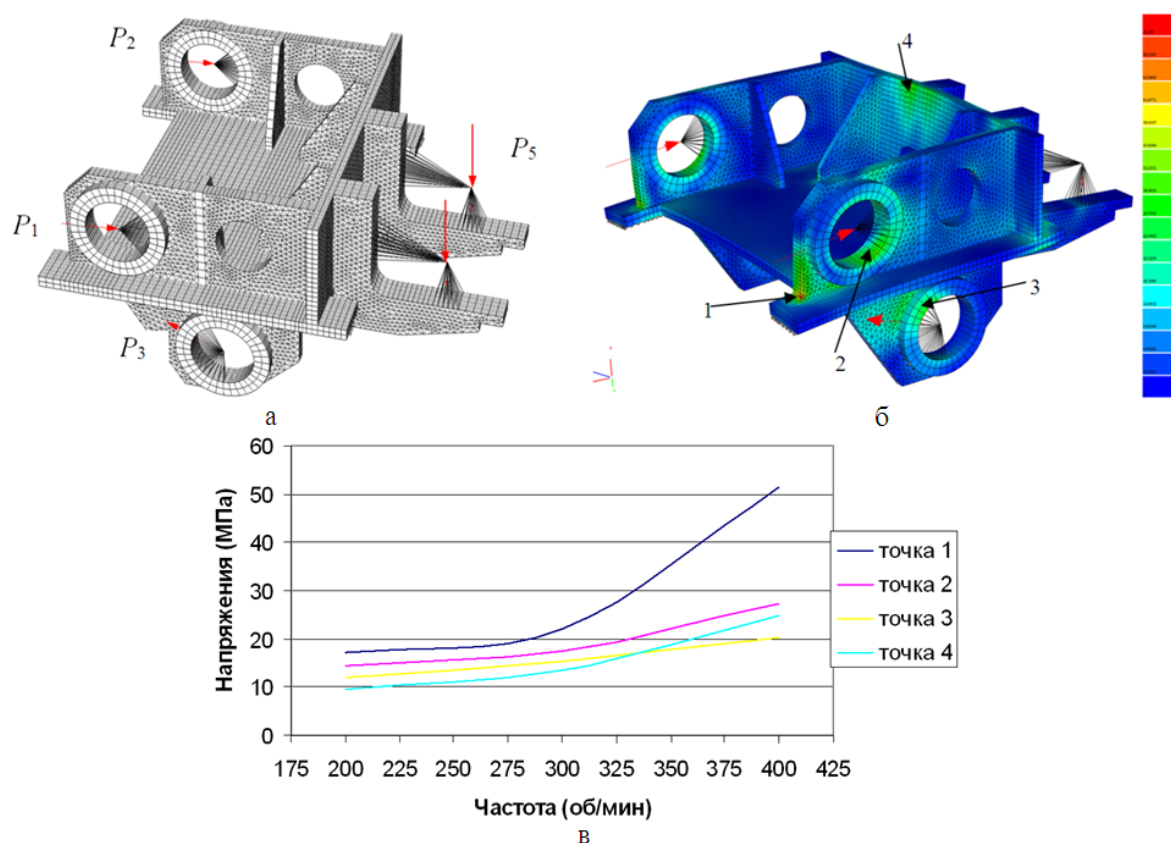 P2
P5
P1
P3
а
4
1
2
3
б
Напряжения (МПа)
60
50
40
30
20
10
0
175 200 225 250 275 300 325 350 375 400 425
Частота (об/мин)
точка 1
точка 2
точка 3
точка 4
в